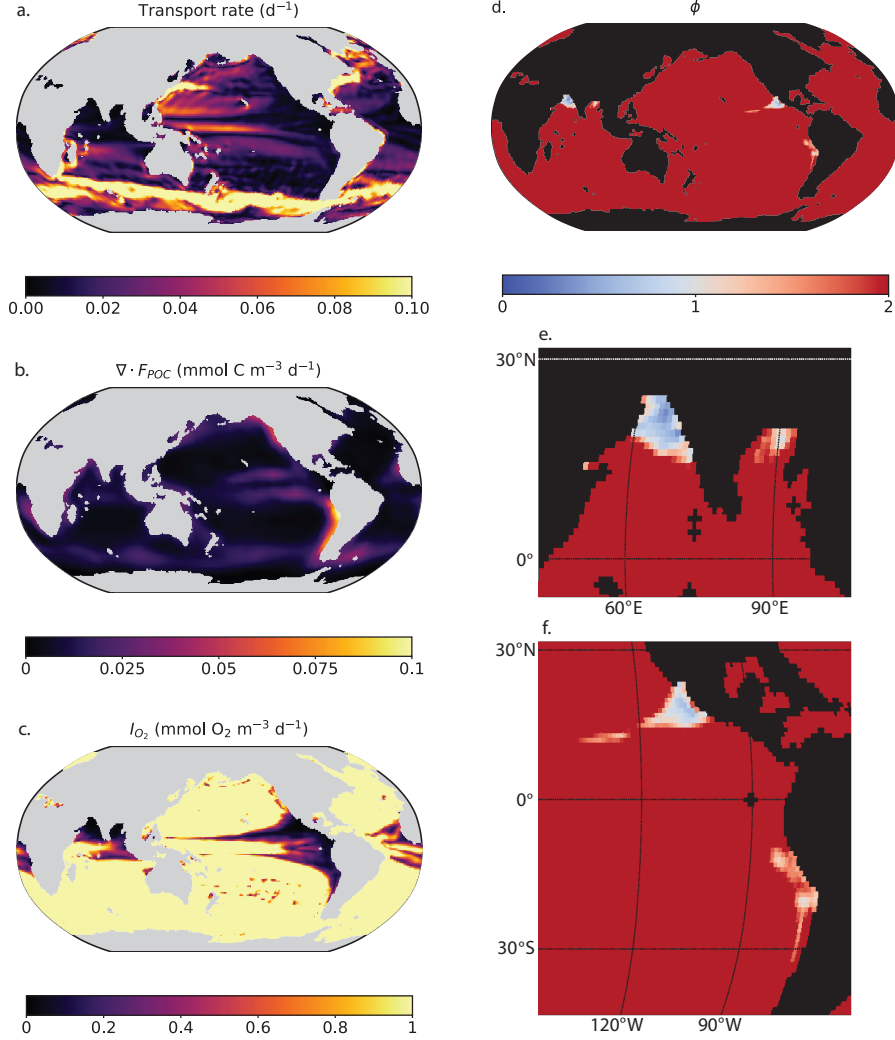 a.
Transport rate (d⁻¹)
0.00 0.02 0.04 0.06 0.08 0.10
b.
∇ · F_POC (mmol C m⁻³ d⁻¹)
0 0.025 0.05 0.075 0.1
c.
I_O₂ (mmol O₂ m⁻³ d⁻¹)
0 0.2 0.4 0.6 0.8 1
d.
ϕ
0 1 2
e.
30°N
0°
60°E 90°E
f.
30°N
0°
30°S
120°W 90°W